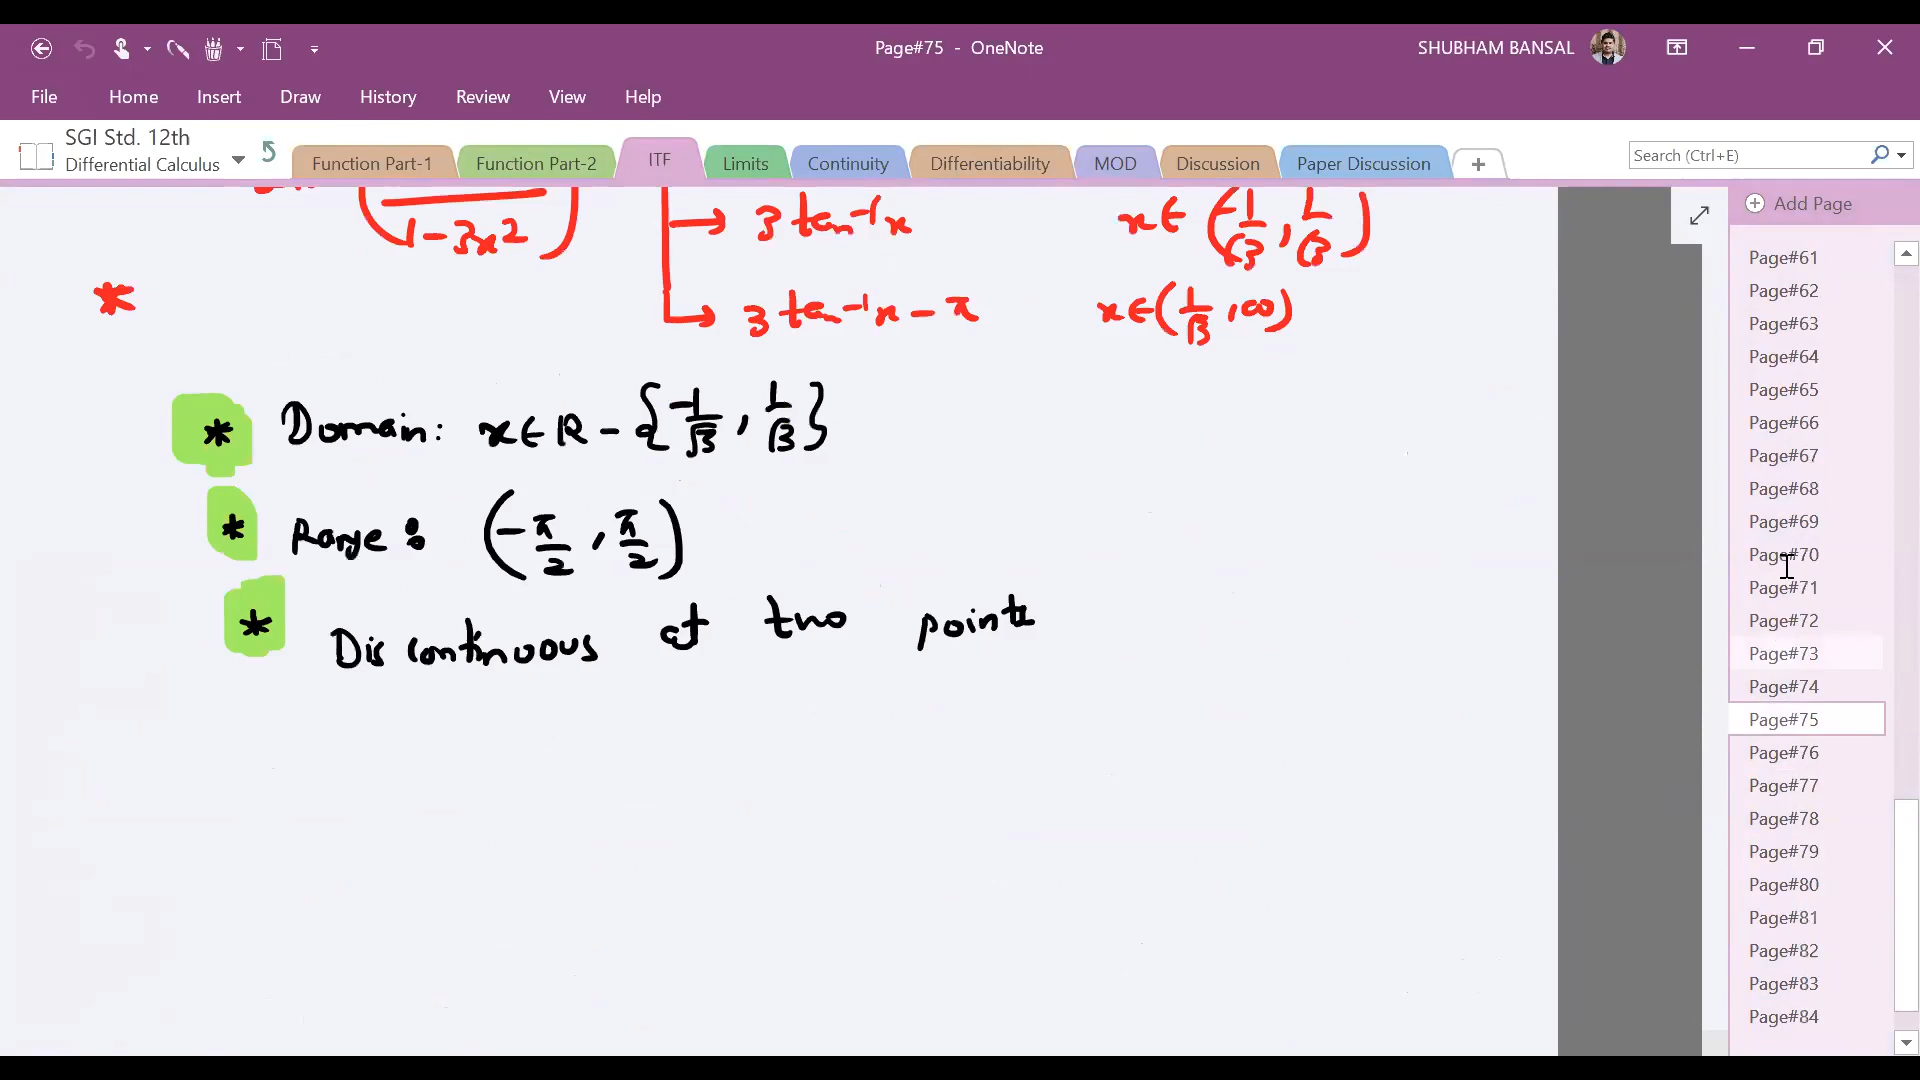 Page#75 - OneNote
SHUBHAM BANSAL
File Home Insert Draw History Review View Help
SGI Std. 12th
Differential Calculus
Function Part-1 Function Part-2 ITF Limits Continuity Differentiability MOD Discussion Paper Discussion +
Search (Ctrl+E)
Add Page
1-3x²
3 tan⁻¹x x∈(-1/√3, 1/√3)
* 3 tan⁻¹x - π x∈(1/√3, ∞)
* Domain: x∈R - {-1/√3, 1/√3}
* Range: (-π/2, π/2)
* Discontinuous at two points
Page#61
Page#62
Page#63
Page#64
Page#65
Page#66
Page#67
Page#68
Page#69
Page#70
Page#71
Page#72
Page#73
Page#74
Page#75
Page#76
Page#77
Page#78
Page#79
Page#80
Page#81
Page#82
Page#83
Page#84